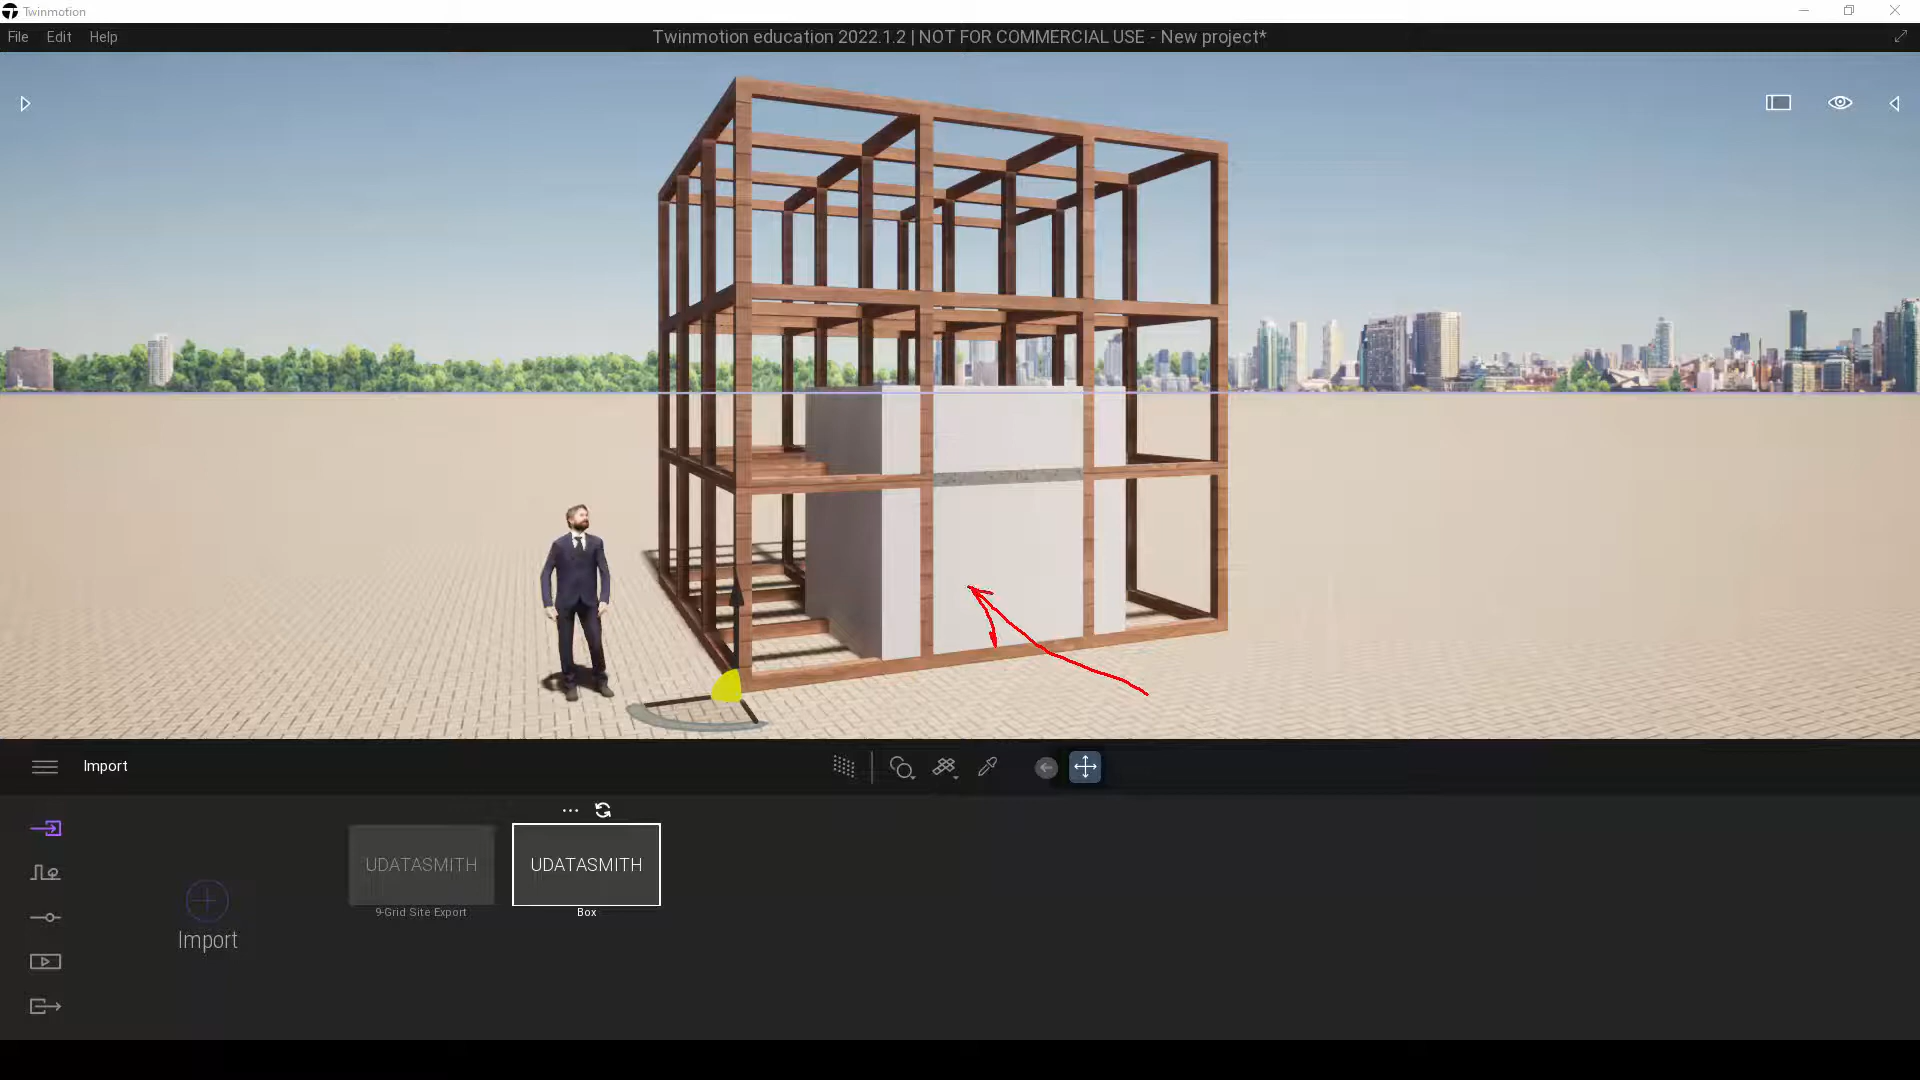 Twinmotion
File Edit Help
Twinmotion education 2022.1.2 | NOT FOR COMMERCIAL USE - New project*
Import
UDATASMITH
9-Grid Site Export
UDATASMITH
Box
Import